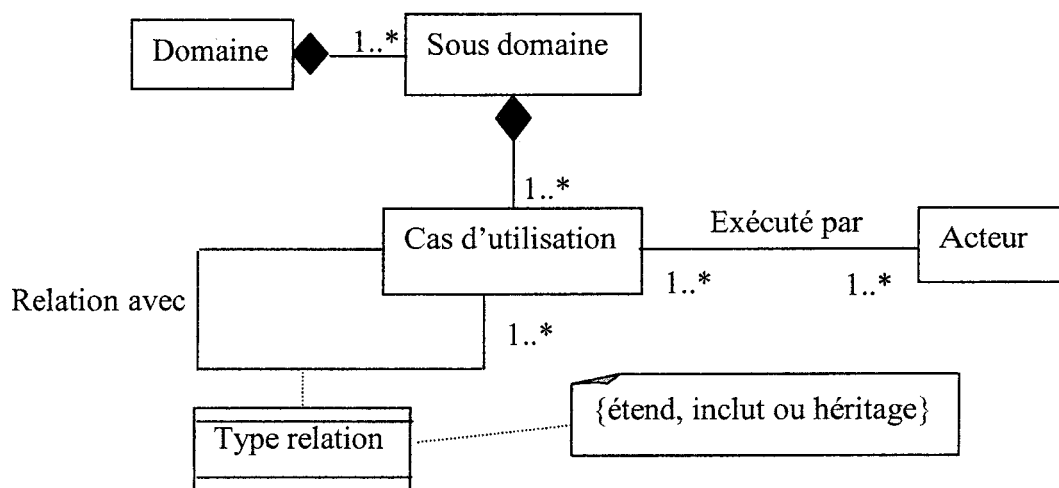 Domaine
1..*
Sous domaine
1..*
Cas d'utilisation
Exécuté par
Acteur
1..*
1..*
Relation avec
1..*
Type relation
{étend, inclut ou héritage}